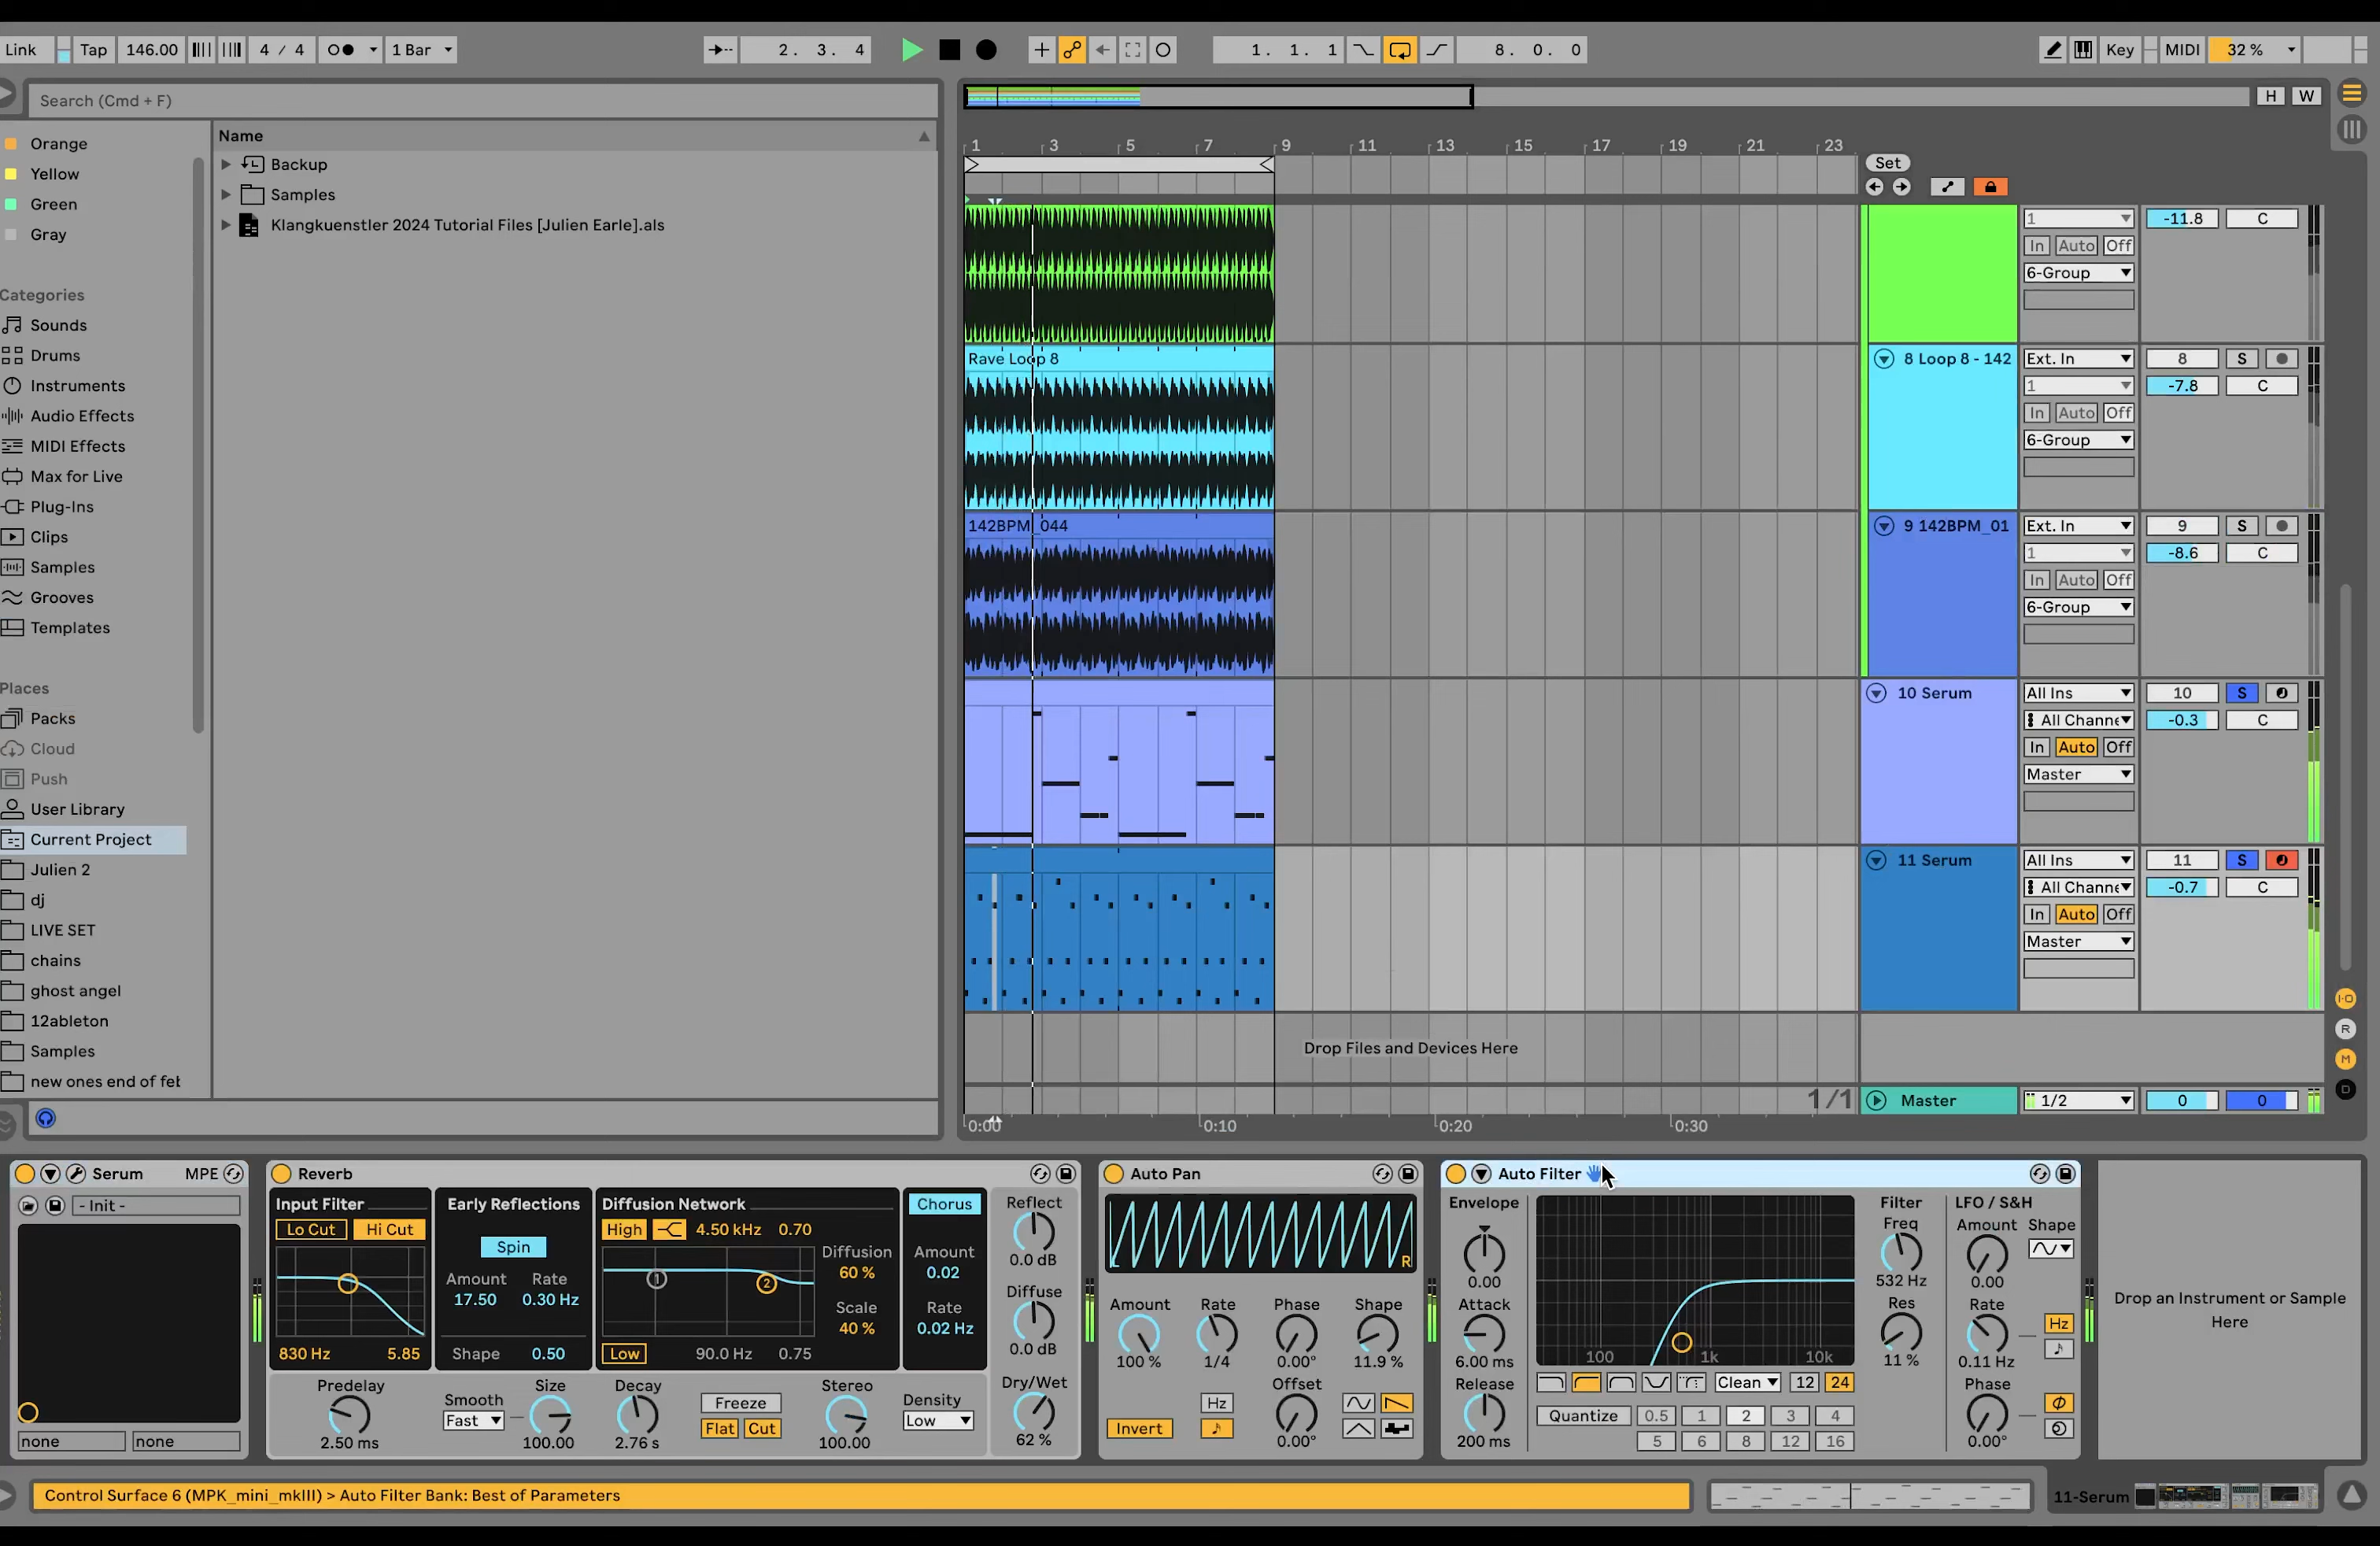 Link Tap 146.00 4 / 4 1 Bar 2. 3. 4 1. 1. 1 8. 0. 0 Key MIDI 32 %
Search (Cmd + F)
H W
Name
Orange
Yellow
Green
Gray
Backup
Samples
Klangkuenstler 2024 Tutorial Files [Julien Earle].als
Categories
Sounds
Drums
Instruments
Audio Effects
MIDI Effects
Max for Live
Plug-Ins
Clips
Samples
Grooves
Templates
Places
Packs
Cloud
Push
User Library
Current Project
Julien 2
dj
LIVE SET
chains
ghost angel
12ableton
Samples
new ones end of feb
1 3 5 7 9 11 13 15 17 19 21 23
Set
1 -11.8 C
In Auto Off
6-Group
Rave Loop 8 8 Loop 8 - 142 Ext. In 8 S
1 -7.8 C
In Auto Off
6-Group
142BPM_044 9 142BPM_01 Ext. In 9 S
1 -8.6 C
In Auto Off
6-Group
10 Serum All Ins 10 S
All Channe -0.3 C
In Auto Off
Master
11 Serum All Ins 11 S
All Channe -0.7 C
In Auto Off
Master
I-O
R
M
D
Drop Files and Devices Here
1/1 Master 1/2 0 0
0:00 0:10 0:20 0:30
Serum MPE
- Init -
none none
Reverb
Input Filter
Lo Cut Hi Cut
830 Hz 5.85
Early Reflections
Spin
Amount Rate
17.50 0.30 Hz
Shape 0.50
Diffusion Network
High 4.50 kHz 0.70
1 2
Diffusion
60 %
Scale
40 %
Low 90.0 Hz 0.75
Chorus
Amount
0.02
Rate
0.02 Hz
Reflect
0.0 dB
Diffuse
0.0 dB
Dry/Wet
62 %
Predelay
2.50 ms
Smooth
Fast
Size
100.00
Decay
2.76 s
Freeze
Flat Cut
Stereo
100.00
Density
Low
Auto Pan
L R
Amount Rate Phase Shape
100 % 1/4 0.00° 11.9 %
Invert
Hz
Offset
0.00°
Auto Filter
Envelope
0.00
Attack
6.00 ms
Release
200 ms
100 1k 10k
Clean 12 24
Quantize 0.5 1 2 3 4
5 6 8 12 16
Filter
Freq
532 Hz
Res
11 %
LFO / S&H
Amount Shape
0.00
Rate
0.11 Hz
Hz
Phase
0.00°
Drop an Instrument or Sample
Here
Control Surface 6 (MPK_mini_mkIII) > Auto Filter Bank: Best of Parameters
11-Serum